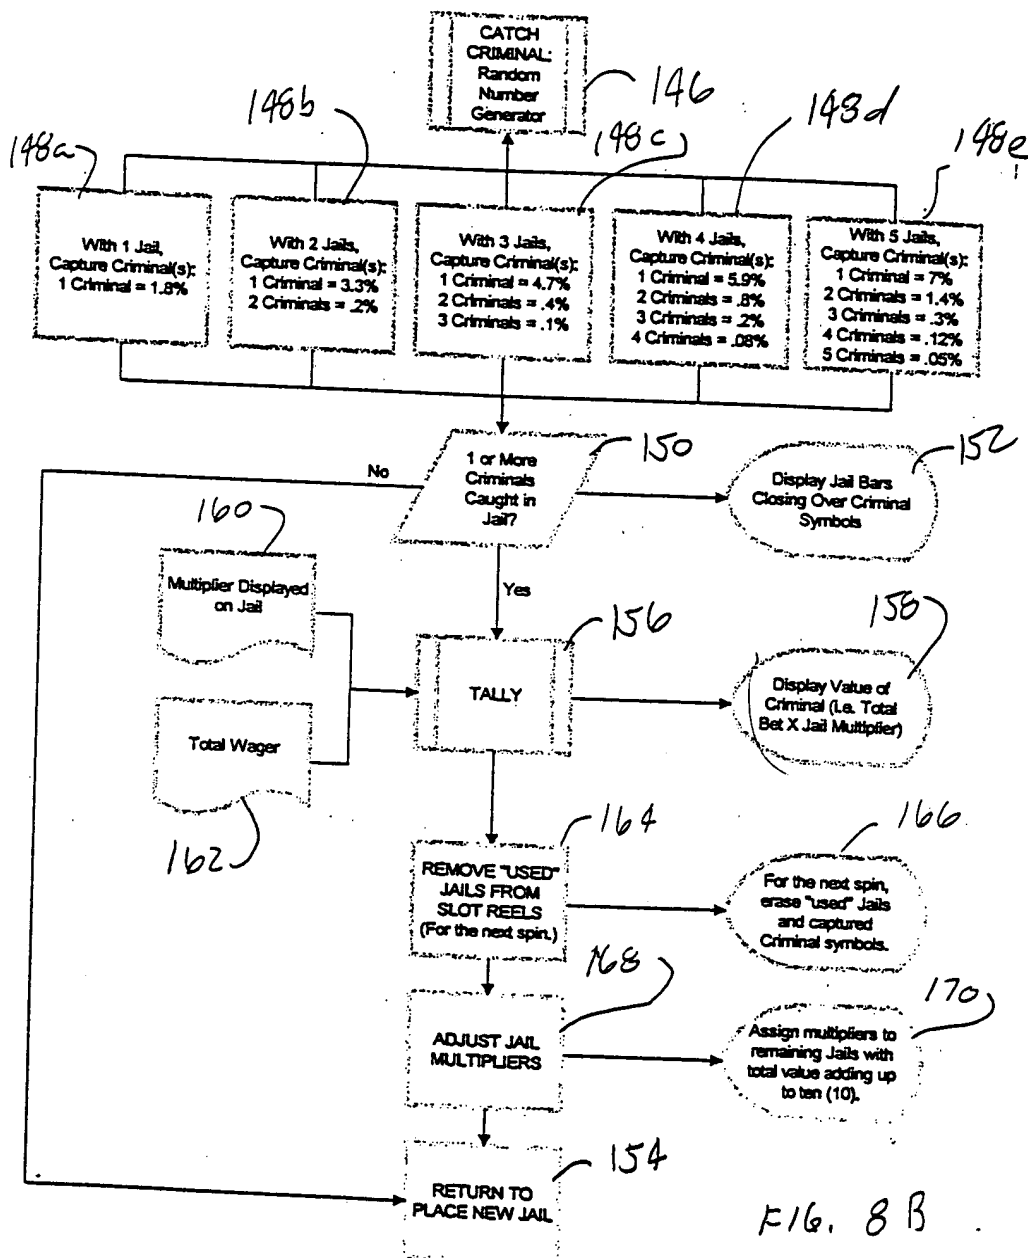 CATCH
CRIMINAL:
Random
Number
Generator
146
148a
148b
148c
148d
148e
With 1 Jail,
Capture Criminal(s):
1 Criminal = 1.8%
With 2 Jails,
Capture Criminal(s):
1 Criminal = 3.3%
2 Criminals = .2%
With 3 Jails,
Capture Criminal(s):
1 Criminal = 4.7%
2 Criminals = .4%
3 Criminals = .1%
With 4 Jails,
Capture Criminal(s):
1 Criminal = 5.9%
2 Criminals = .8%
3 Criminals = .2%
4 Criminals = .08%
With 5 Jails,
Capture Criminal(s):
1 Criminal = 7%
2 Criminals = 1.4%
3 Criminals = .3%
4 Criminals = .12%
5 Criminals = .05%
No
1 or More
Criminals
Caught in
Jail?
150
Display Jail Bars
Closing Over Criminal
Symbols
152
160
Multiplier Displayed
on Jail
Yes
TALLY
156
Display Value of
Criminal (i.e. Total
Bet X Jail Multiplier)
158
Total Wager
162
REMOVE "USED"
JAILS FROM
SLOT REELS
(For the next spin.)
164
For the next spin,
erase "used" Jails
and captured
Criminal symbols.
166
ADJUST JAIL
MULTIPLIERS
168
Assign multipliers to
remaining Jails with
total value adding up
to ten (10).
170
RETURN TO
PLACE NEW JAIL
154
FIG. 8B